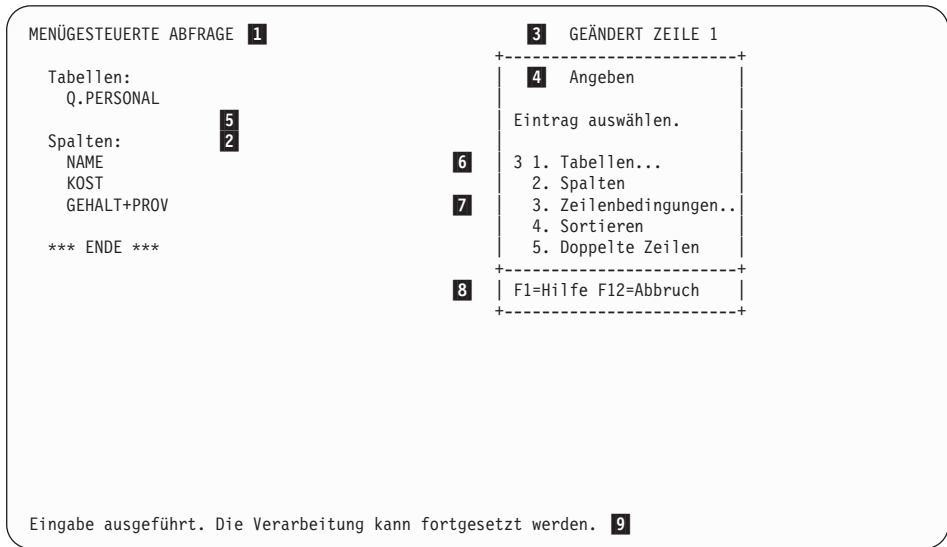 MENÜGESTEUERTE ABFRAGE 1 3 GEÄNDERT ZEILE 1
+-------------------------+
Tabellen: | 4 Angeben |
Q.PERSONAL | |
5 | Eintrag auswählen. |
Spalten: 2 | |
NAME 6 | 3 1. Tabellen... |
KOST | 2. Spalten |
GEHALT+PROV 7 | 3. Zeilenbedingungen..|
| 4. Sortieren |
*** ENDE *** | 5. Doppelte Zeilen |
+-------------------------+
8 | F1=Hilfe F12=Abbruch |
+-------------------------+
Eingabe ausgeführt. Die Verarbeitung kann fortgesetzt werden. 9